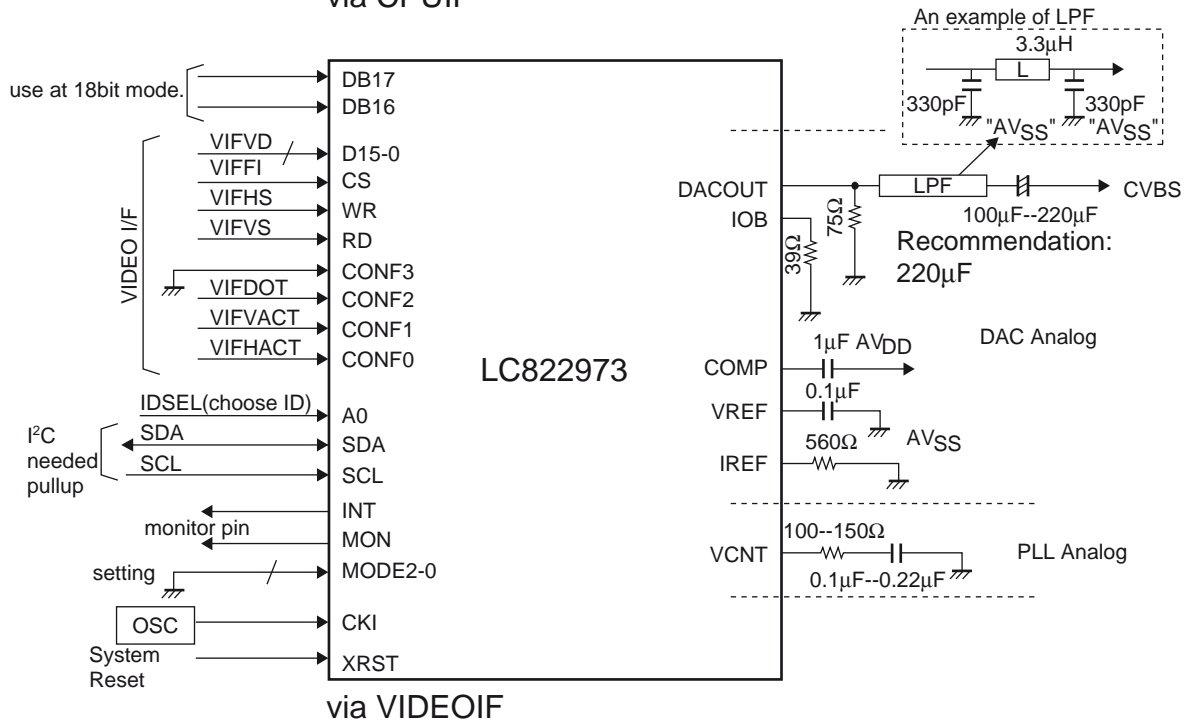 via CPUIF
An example of LPF
3.3μH
L
330pF
330pF
"AVSS"
"AVSS"
use at 18bit mode.
DB17
DB16
VIDEO I/F
VIFVD
D15-0
VIFFI
CS
VIFHS
WR
VIFVS
RD
CONF3
VIFDOT
CONF2
VIFVACT
CONF1
VIFHACT
CONF0
IDSEL(choose ID)
A0
I²C
needed
pullup
SDA
SDA
SCL
SCL
INT
monitor pin
MON
setting
MODE2-0
OSC
CKI
System
Reset
XRST
LC822973
DACOUT
LPF
CVBS
IOB
75Ω
39Ω
100μF--220μF
Recommendation:
220μF
DAC Analog
COMP
1μF AVDD
VREF
0.1μF
AVSS
IREF
560Ω
VCNT
100--150Ω
0.1μF--0.22μF
PLL Analog
via VIDEOIF